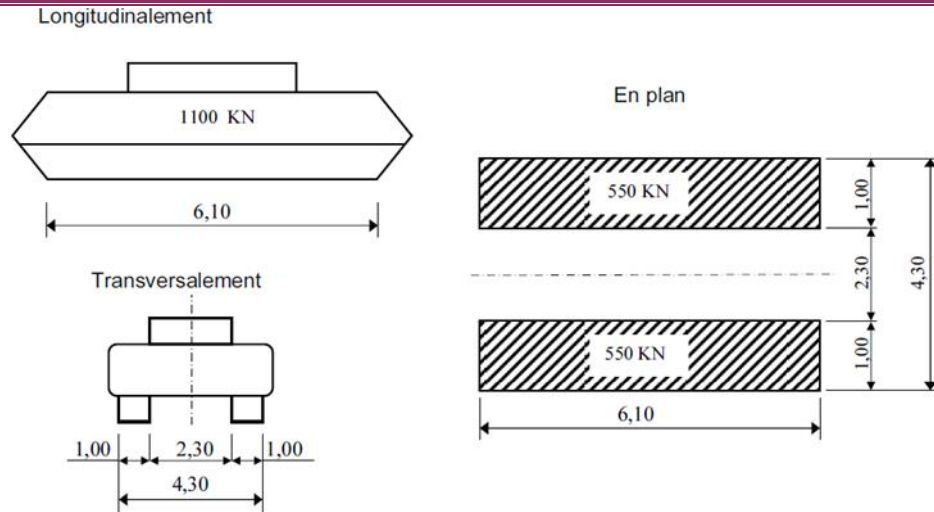 Longitudinalement
1100 KN
6,10
Transversalement
1,00
2,30
1,00
4,30
En plan
550 KN
1,00
2,30
4,30
550 KN
1,00
6,10